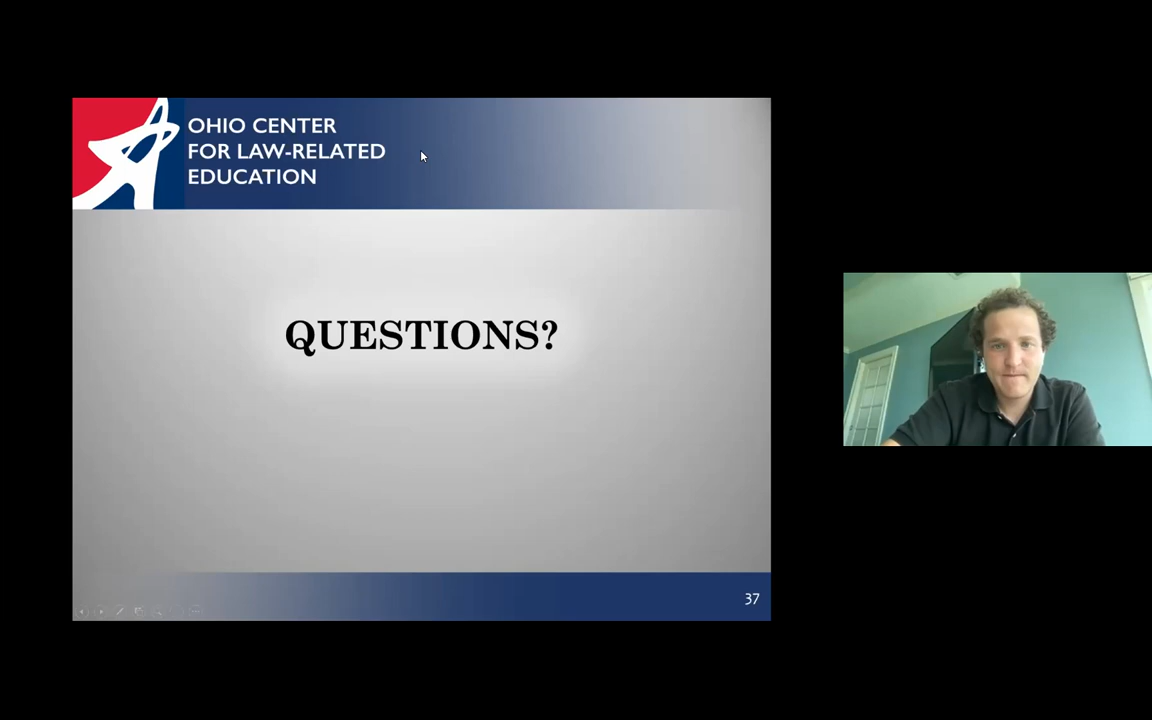 OHIO CENTER
FOR LAW-RELATED
EDUCATION
QUESTIONS?
37